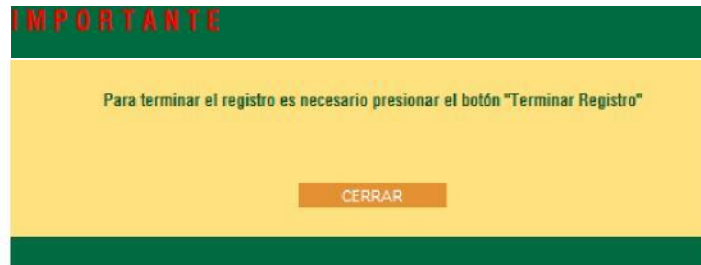 IMPORTANTE
Para terminar el registro es necesario presionar el botón "Terminar Registro"
CERRAR